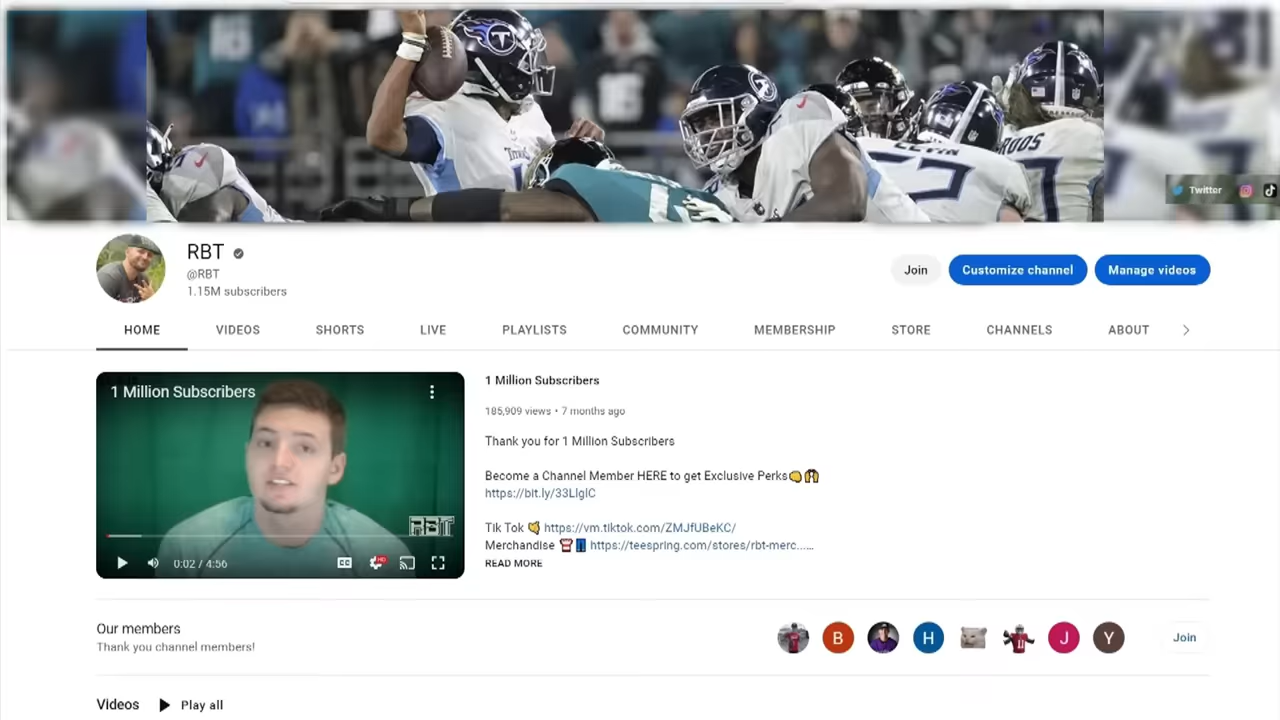 Twitter
RBT
@RBT
1.15M subscribers
Join
Customize channel
Manage videos
HOME
VIDEOS
SHORTS
LIVE
PLAYLISTS
COMMUNITY
MEMBERSHIP
STORE
CHANNELS
ABOUT
1 Million Subscribers
RBT
0:02 / 4:56
CC
HD
1 Million Subscribers
185,909 views • 7 months ago
Thank you for 1 Million Subscribers
Become a Channel Member HERE to get Exclusive Perks
https://bit.ly/33LlglC
Tik Tok https://vm.tiktok.com/ZMJfUBeKC/
Merchandise https://teespring.com/stores/rbt-merc......
READ MORE
Our members
Thank you channel members!
B
H
J
Y
Join
Videos
Play all